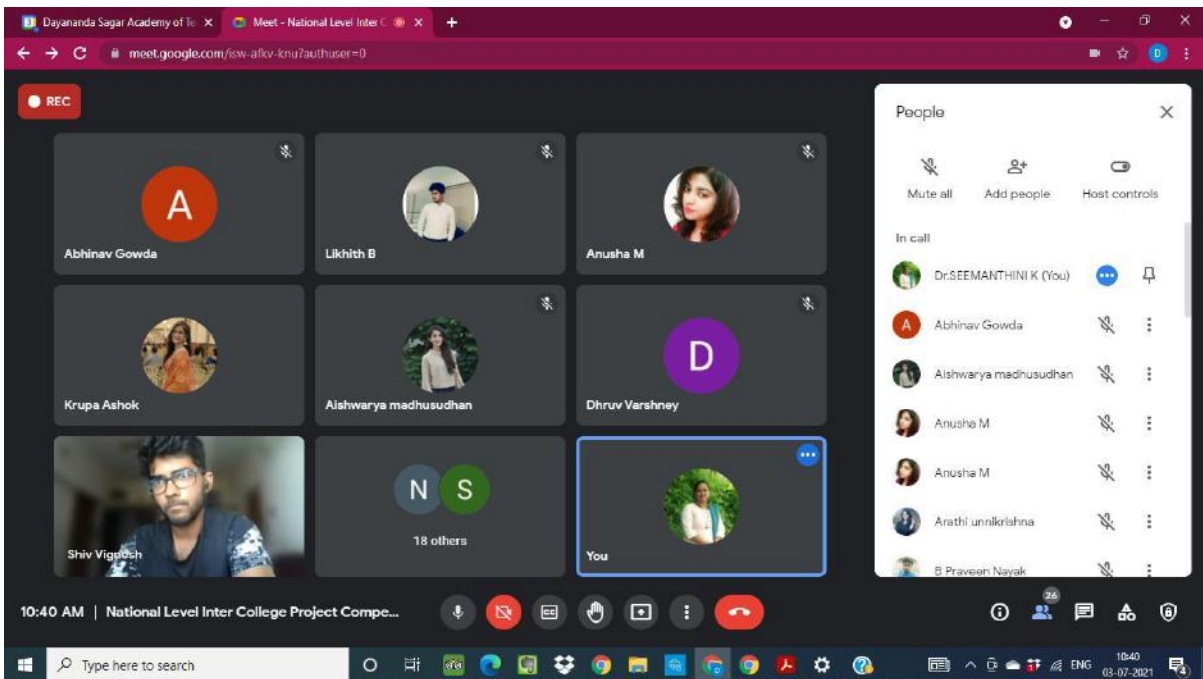 Dayananda Sagar Academy of Te
Meet - National Level Inter C
meet.google.com/isw-afkv-knu?authuser=0
D
REC
A
Abhinav Gowda
Likhith B
Anusha M
Krupa Ashok
Aishwarya madhusudhan
D
Dhruv Varshney
Shiv Vignesh
N S
18 others
You
People
Mute all
Add people
Host controls
In call
Dr.SEEMANTHINI K (You)
A
Abhinav Gowda
Aishwarya madhusudhan
Anusha M
Anusha M
Arathi unnikrishna
B Praveen Nayak
10:40 AM | National Level Inter College Project Compe...
CC
26
Type here to search
ENG
10:40
03-07-2021